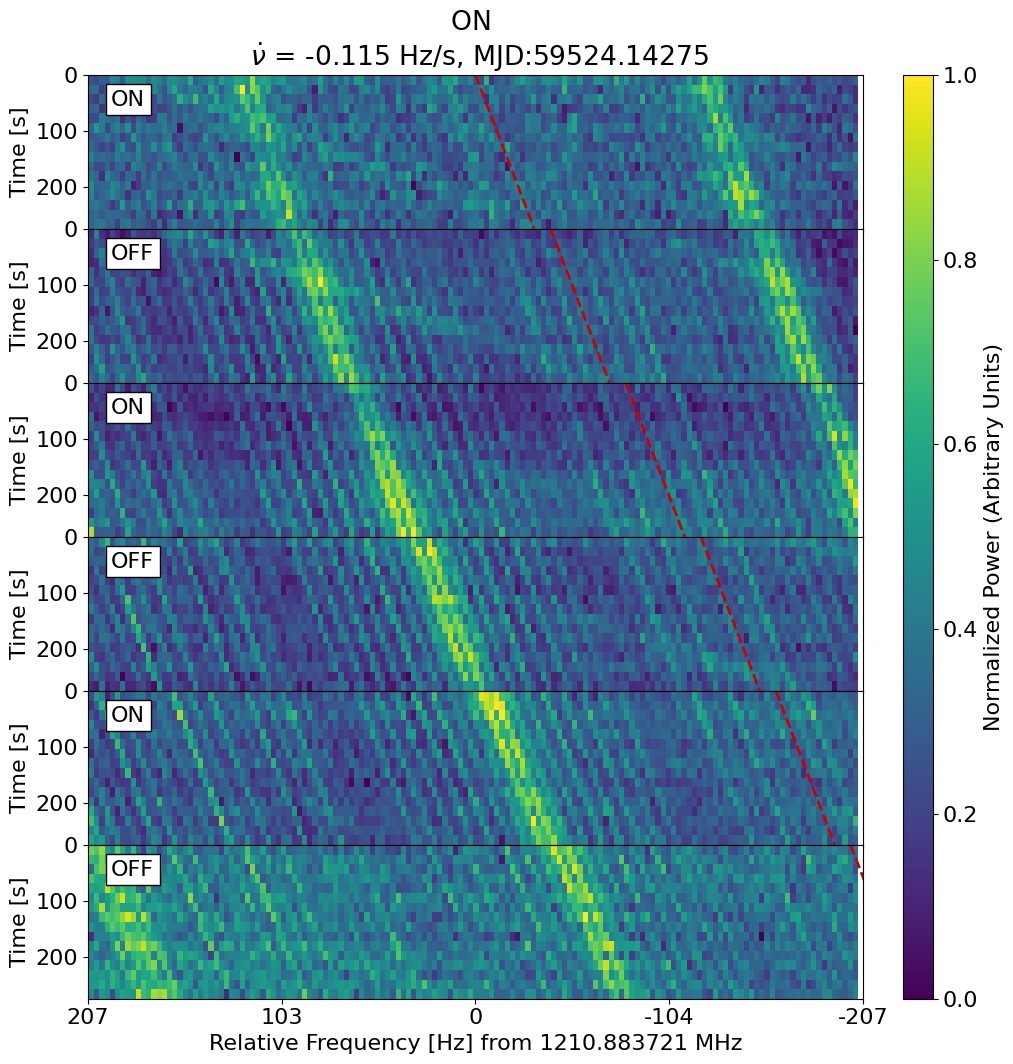 ON
ν̇ = -0.115 Hz/s, MJD:59524.14275
0
100
200
Time [s]
ON
0
100
200
Time [s]
OFF
0
100
200
Time [s]
ON
0
100
200
Time [s]
OFF
0
100
200
Time [s]
ON
0
100
200
Time [s]
OFF
207 103 0 -104 -207
Relative Frequency [Hz] from 1210.883721 MHz
1.0
0.8
0.6
0.4
0.2
0.0
Normalized Power (Arbitrary Units)